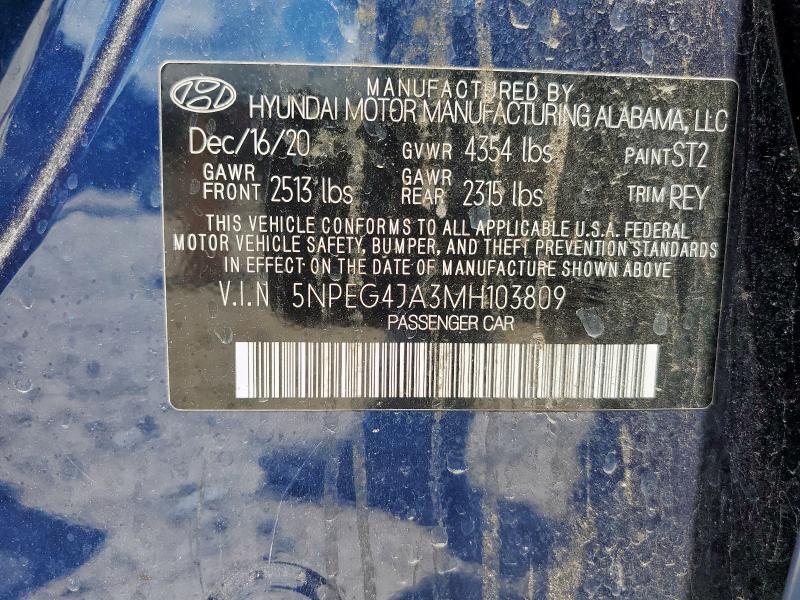 MANUFACTURED BY
HYUNDAI MOTOR MANUFACTURING ALABAMA, LLC
Dec/16/20 GVWR 4354 lbs PAINT ST2
GAWR FRONT 2513 lbs GAWR REAR 2315 lbs TRIM REY
THIS VEHICLE CONFORMS TO ALL APPLICABLE U.S.A. FEDERAL
MOTOR VEHICLE SAFETY, BUMPER, AND THEFT PREVENTION STANDARDS
IN EFFECT ON THE DATE OF MANUFACTURE SHOWN ABOVE
V.I.N 5NPEG4JA3MH103809
PASSENGER CAR